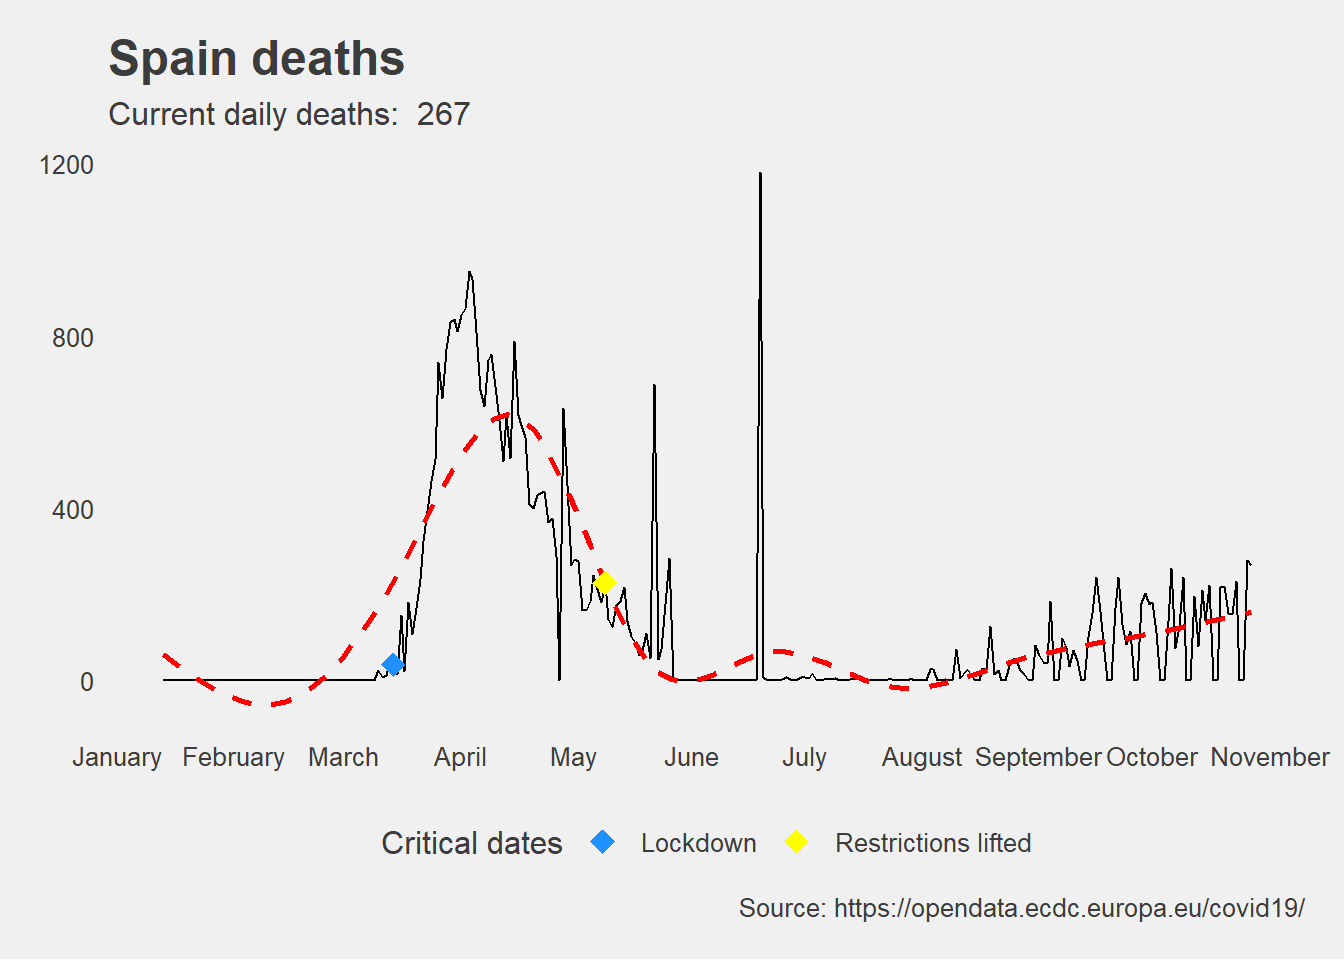 Spain deaths
Current daily deaths:  267
1200
800
400
0
January February March April May June July August September October November
Critical dates Lockdown Restrictions lifted
Source: https://opendata.ecdc.europa.eu/covid19/